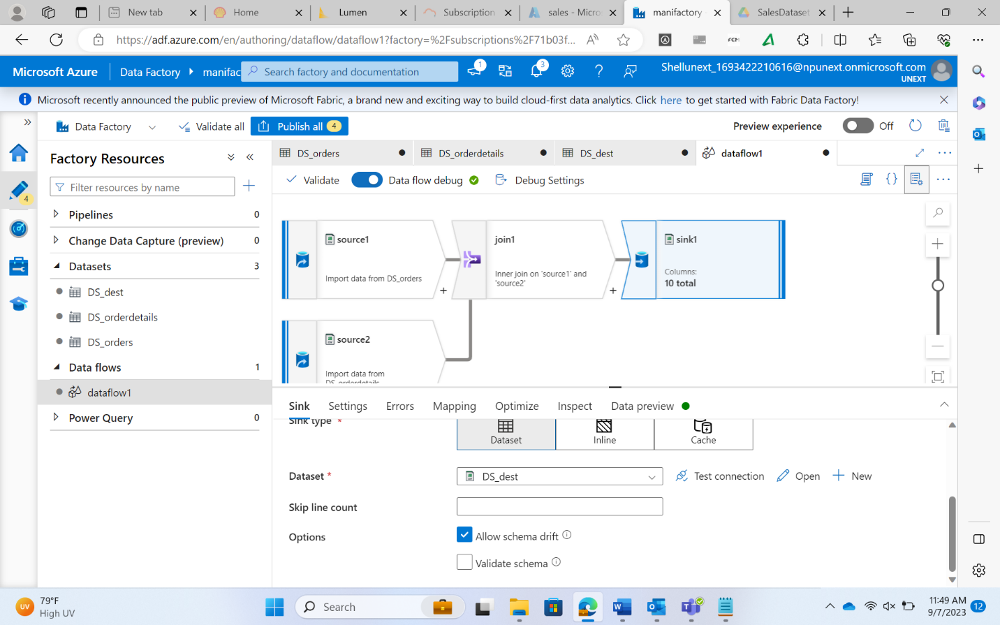 New tab
Home
Lumen
Subscription
sales - Micro
manifactory
SalesDataset
https://adf.azure.com/en/authoring/dataflow/dataflow1?factory=%2Fsubscriptions%2F71b03f...
Microsoft Azure
Data Factory
manifac
Search factory and documentation
1
3
Shellunext_1693422210616@npunext.onmicrosoft.com
UNEXT
Microsoft recently announced the public preview of Microsoft Fabric, a brand new and exciting way to build cloud-first data analytics. Click here to get started with Fabric Data Factory!
Data Factory
Validate all
Publish all 4
Preview experience
Off
Factory Resources
DS_orders
DS_orderdetails
DS_dest
dataflow1
Filter resources by name
Validate
Data flow debug
Debug Settings
4
Pipelines 0
Change Data Capture (preview) 0
Datasets 3
DS_dest
DS_orderdetails
DS_orders
Data flows 1
dataflow1
Power Query 0
source1
Import data from DS_orders
join1
Inner join on 'source1' and
'source2'
sink1
Columns:
10 total
source2
Import data from
DS_orderdetails
Sink
Settings
Errors
Mapping
Optimize
Inspect
Data preview
Sink type *
Dataset
Inline
Cache
Dataset *
DS_dest
Test connection
Open
New
Skip line count
Options
Allow schema drift
Validate schema
UV
79°F
High UV
Search
11:49 AM
9/7/2023
12